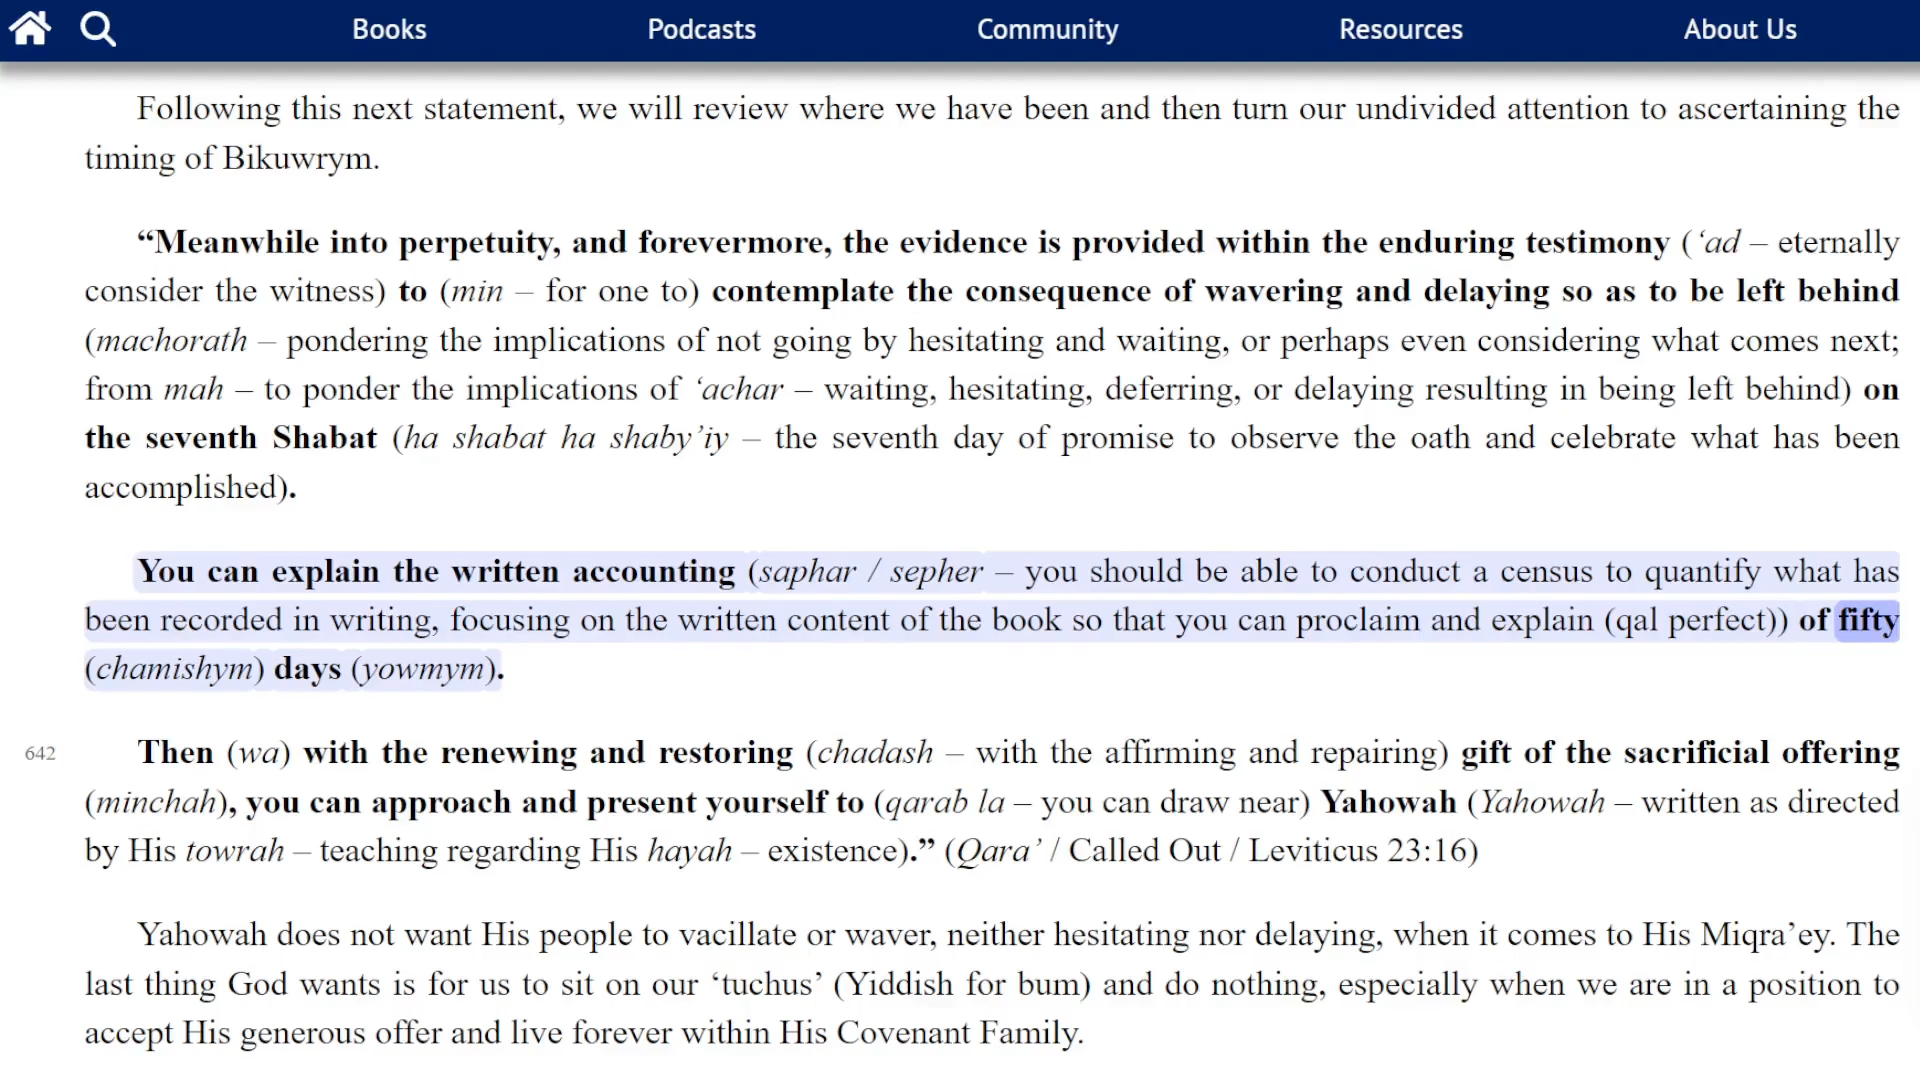 Books Podcasts Community Resources About Us
Following this next statement, we will review where we have been and then turn our undivided attention to ascertaining the
timing of Bikuwrym.
“Meanwhile into perpetuity, and forevermore, the evidence is provided within the enduring testimony (‘ad – eternally
consider the witness) to (min – for one to) contemplate the consequence of wavering and delaying so as to be left behind
(machorath – pondering the implications of not going by hesitating and waiting, or perhaps even considering what comes next;
from mah – to ponder the implications of ‘achar – waiting, hesitating, deferring, or delaying resulting in being left behind) on
the seventh Shabat (ha shabat ha shaby’iy – the seventh day of promise to observe the oath and celebrate what has been
accomplished).
You can explain the written accounting (saphar / sepher – you should be able to conduct a census to quantify what has
been recorded in writing, focusing on the written content of the book so that you can proclaim and explain (qal perfect)) of fifty
(chamishym) days (yowmym).
642 Then (wa) with the renewing and restoring (chadash – with the affirming and repairing) gift of the sacrificial offering
(minchah), you can approach and present yourself to (qarab la – you can draw near) Yahowah (Yahowah – written as directed
by His towrah – teaching regarding His hayah – existence).” (Qara’ / Called Out / Leviticus 23:16)
Yahowah does not want His people to vacillate or waver, neither hesitating nor delaying, when it comes to His Miqra’ey. The
last thing God wants is for us to sit on our ‘tuchus’ (Yiddish for bum) and do nothing, especially when we are in a position to
accept His generous offer and live forever within His Covenant Family.